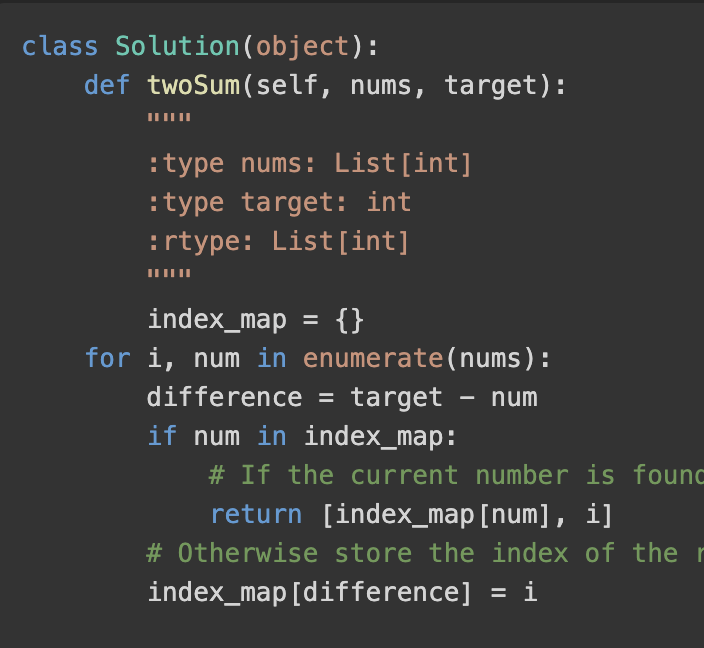 class Solution(object):
    def twoSum(self, nums, target):
        """
        :type nums: List[int]
        :type target: int
        :rtype: List[int]
        """
        index_map = {}
    for i, num in enumerate(nums):
        difference = target - num
        if num in index_map:
            # If the current number is found
            return [index_map[num], i]
        # Otherwise store the index of the
        index_map[difference] = i